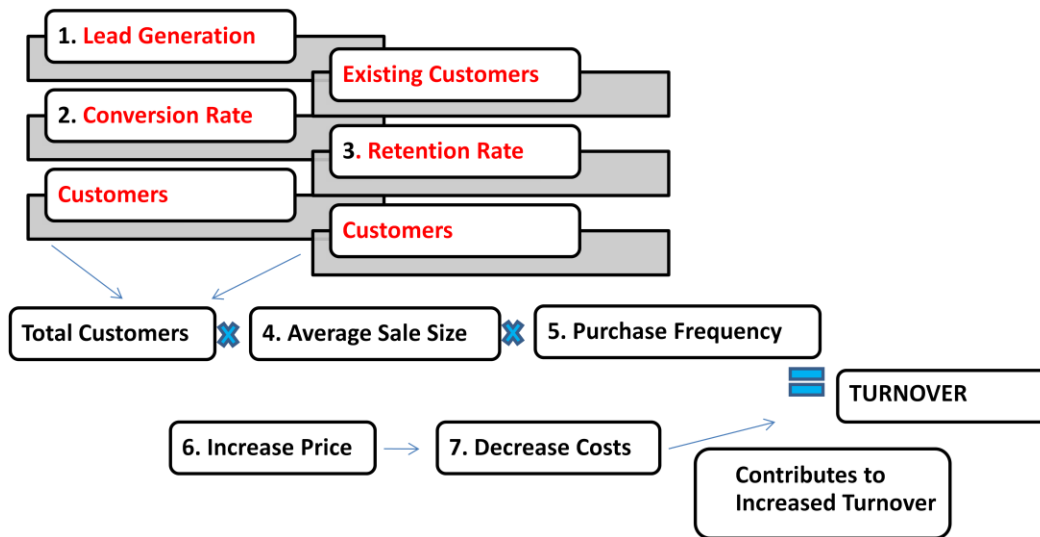 1. Lead Generation
Existing Customers
2. Conversion Rate
3. Retention Rate
Customers
Customers
Total Customers
4. Average Sale Size
5. Purchase Frequency
TURNOVER
6. Increase Price
7. Decrease Costs
Contributes to
Increased Turnover